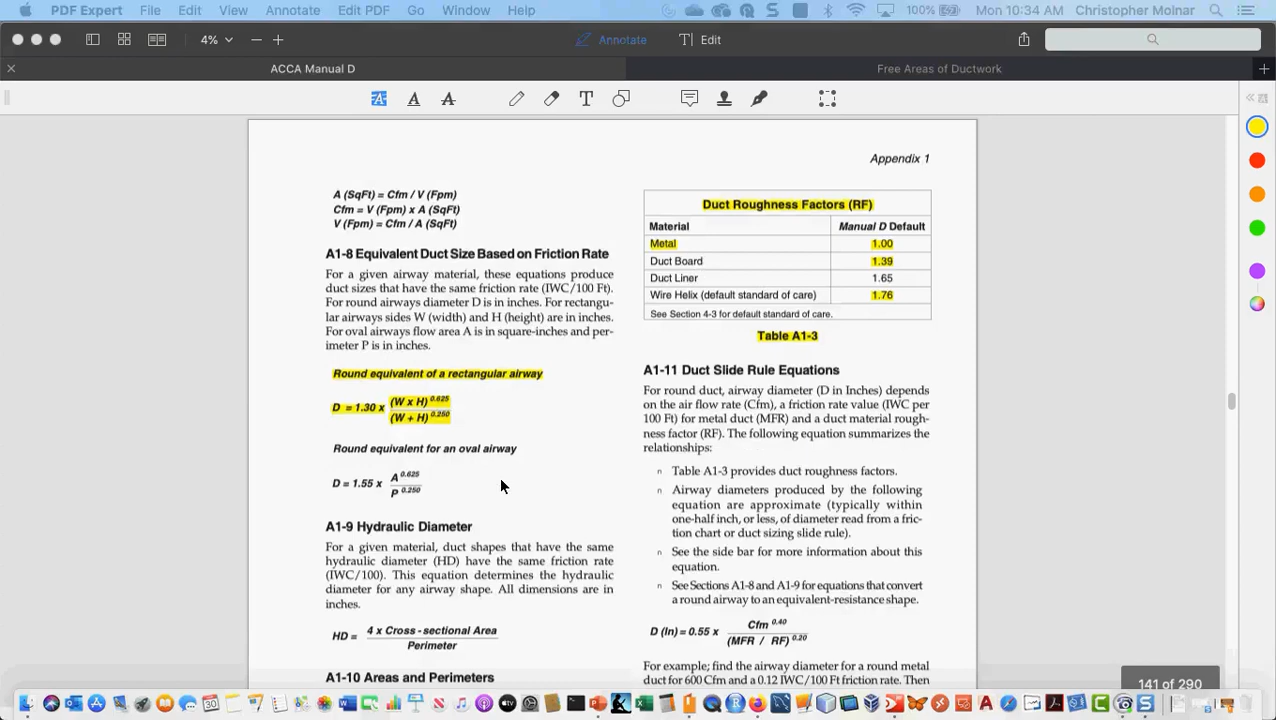 PDF Expert File Edit View Annotate Edit PDF Go Window Help 100% Mon 10:34 AM Christopher Molnar
4% Annotate Edit
ACCA Manual D Free Areas of Ductwork
Appendix 1
A (SqFt) = Cfm / V (Fpm)
Cfm = V (Fpm) x A (SqFt)
V (Fpm) = Cfm / A (SqFt)
A1-8 Equivalent Duct Size Based on Friction Rate
For a given airway material, these equations produce
duct sizes that have the same friction rate (IWC/100 Ft).
For round airways diameter D is in inches. For rectangu-
lar airways sides W (width) and H (height) are in inches.
For oval airways flow area A is in square-inches and per-
imeter P is in inches.
Round equivalent of a rectangular airway
D = 1.30 x (W x H) 0.625
(W + H) 0.250
Round equivalent for an oval airway
D = 1.55 x A 0.625
P 0.250
A1-9 Hydraulic Diameter
For a given material, duct shapes that have the same
hydraulic diameter (HD) have the same friction rate
(IWC/100). This equation determines the hydraulic
diameter for any airway shape. All dimensions are in
inches.
HD = 4 x Cross - sectional Area
Perimeter
A1-10 Areas and Perimeters
Duct Roughness Factors (RF)
Material Manual D Default
Metal 1.00
Duct Board 1.39
Duct Liner 1.65
Wire Helix (default standard of care) 1.76
See Section 4-3 for default standard of care.
Table A1-3
A1-11 Duct Slide Rule Equations
For round duct, airway diameter (D in Inches) depends
on the air flow rate (Cfm), a friction rate value (IWC per
100 Ft) for metal duct (MFR) and a duct material rough-
ness factor (RF). The following equation summarizes the
relationships:
n Table A1-3 provides duct roughness factors.
n Airway diameters produced by the following
equation are approximate (typically within
one-half inch, or less, of diameter read from a fric-
tion chart or duct sizing slide rule).
n See the side bar for more information about this
equation.
n See Sections A1-8 and A1-9 for equations that convert
a round airway to an equivalent-resistance shape.
D (In) = 0.55 x Cfm 0.40
(MFR / RF) 0.20
For example; find the airway diameter for a round metal
duct for 600 Cfm and a 0.12 IWC/100 Ft friction rate. Then
141 of 290